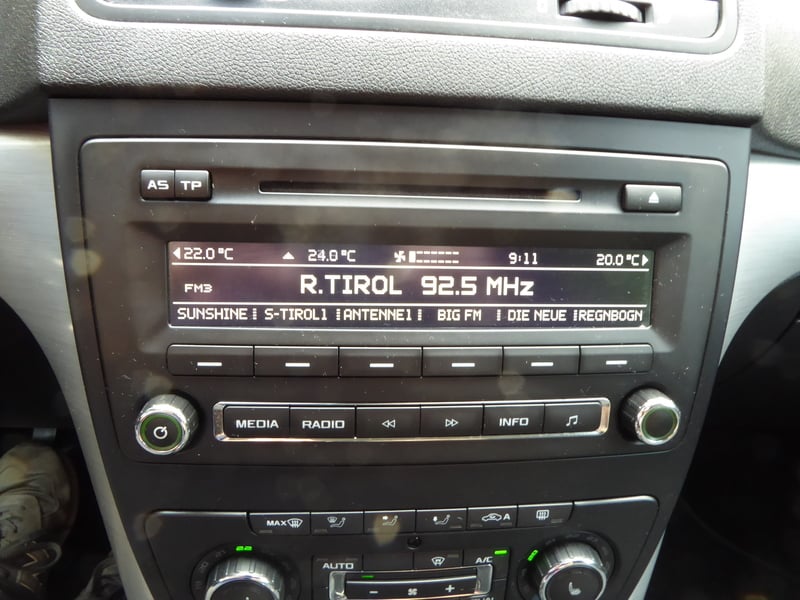 AS TP
22.0 °C 24.0 °C 9:11 20.0 °C
FM3 R.TIROL 92.5 MHz
SUNSHINE S-TIROL1 ANTENNE1 BIG FM DIE NEUE REGNBOGN
MEDIA RADIO INFO
MAX A
22
AUTO A/C
- +